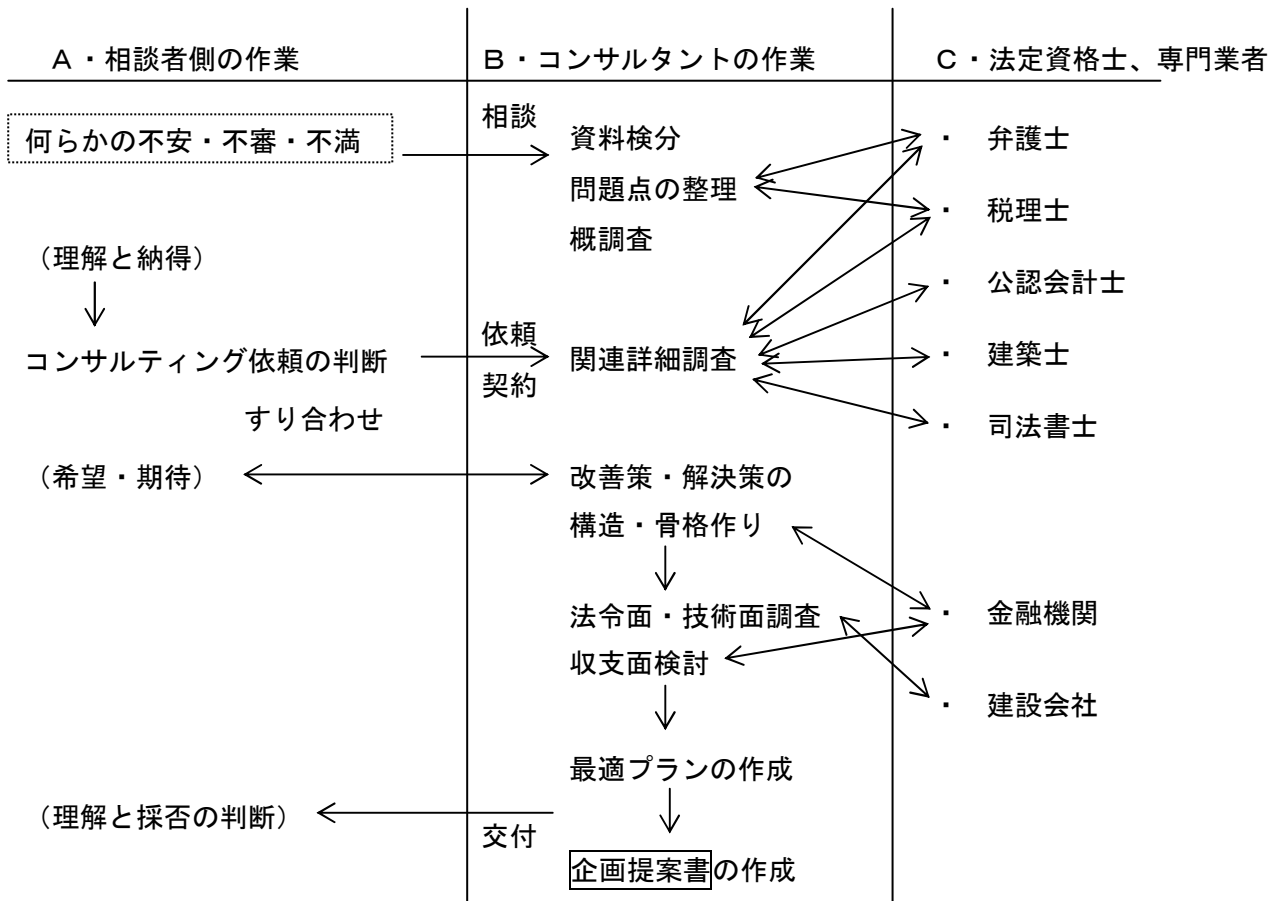 A・相談者側の作業
B・コンサルタントの作業
C・法定資格士、専門業者
何らかの不安・不審・不満
相談
資料検分
問題点の整理
概調査
・ 弁護士
・ 税理士
(理解と納得)
・ 公認会計士
コンサルティング依頼の判断
依頼
契約
関連詳細調査
・ 建築士
すり合わせ
・ 司法書士
(希望・期待)
改善策・解決策の
構造・骨格作り
法令面・技術面調査
収支面検討
・ 金融機関
・ 建設会社
最適プランの作成
(理解と採否の判断)
交付
企画提案書の作成